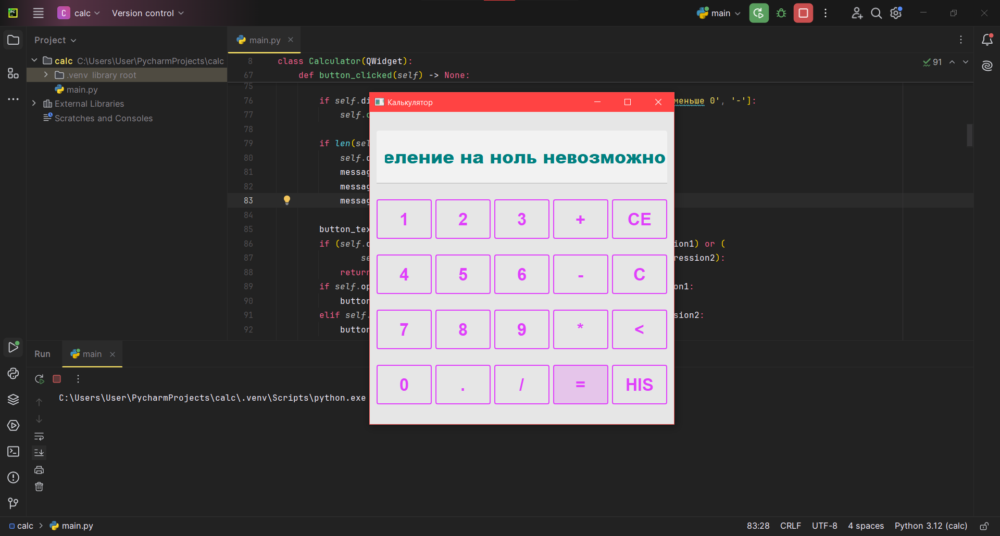 C calc Version control main
Project
main.py
calc C:\Users\User\PycharmProjects\calc
.venv library root
main.py
External Libraries
Scratches and Consoles
8 class Calculator(QWidget):
91
67 def button_clicked(self) -> None:
75
76 if self.di меньше 0', '-']:
77 self.
78
79 if len(sel
80 self.d
81 messag
82 messag
83 messag
84
85 button_tex
86 if (self. ion1) or (
87 se ression2):
88 return
89 if self.op on1:
90 button
91 elif self. sion2:
92 button
Калькулятор
еление на ноль невозможно
1 2 3 + CE
4 5 6 - C
7 8 9 * <
0 . / = HIS
Run main
C:\Users\User\PycharmProjects\calc\.venv\Scripts\python.exe
calc > main.py
83:28 CRLF UTF-8 4 spaces Python 3.12 (calc)